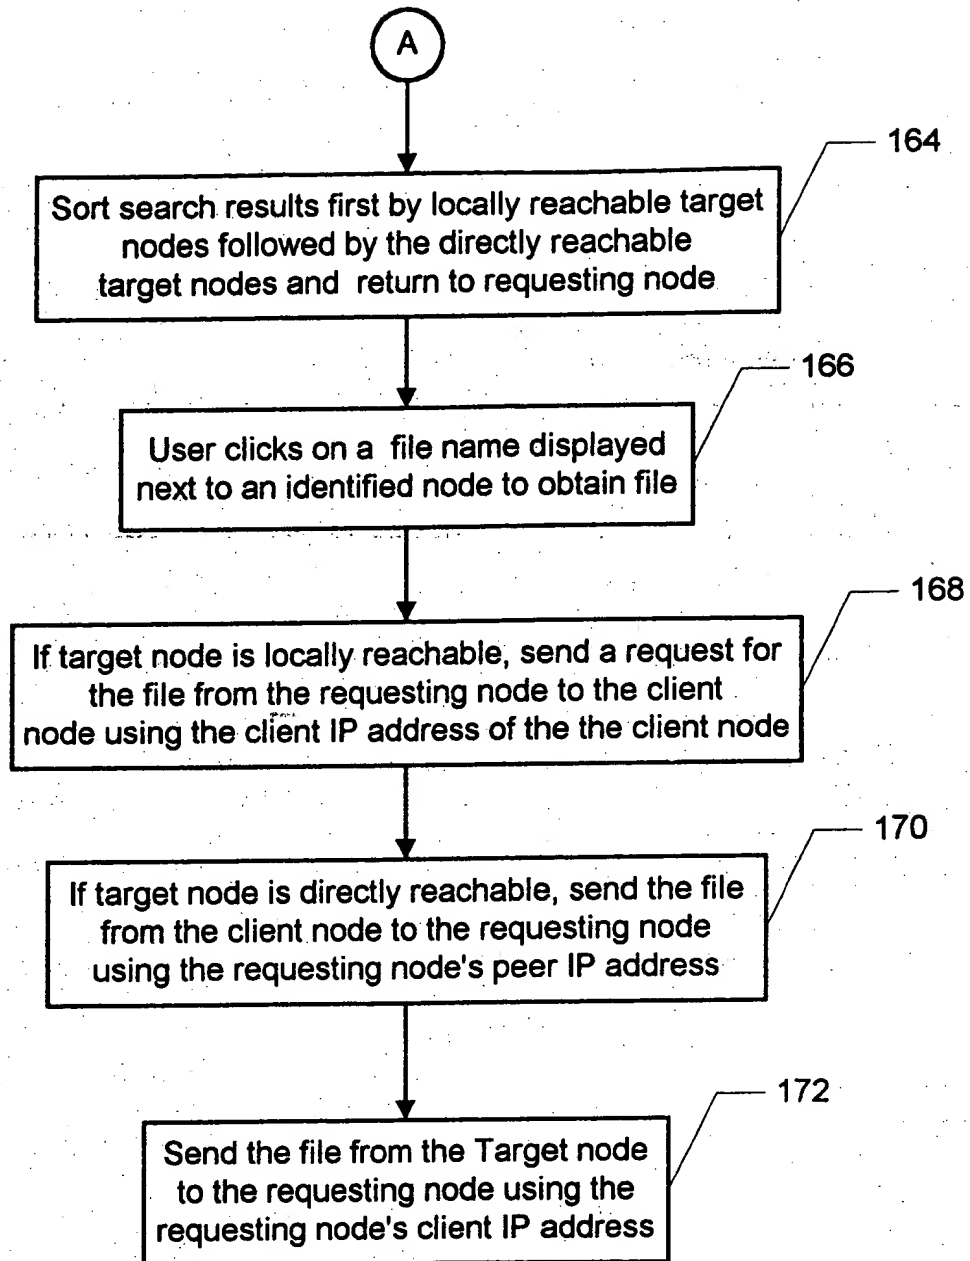 A
164
Sort search results first by locally reachable target
nodes followed by the directly reachable
target nodes and return to requesting node
166
User clicks on a file name displayed
next to an identified node to obtain file
168
If target node is locally reachable, send a request for
the file from the requesting node to the client
node using the client IP address of the the client node
170
If target node is directly reachable, send the file
from the client node to the requesting node
using the requesting node's peer IP address
172
Send the file from the Target node
to the requesting node using the
requesting node's client IP address